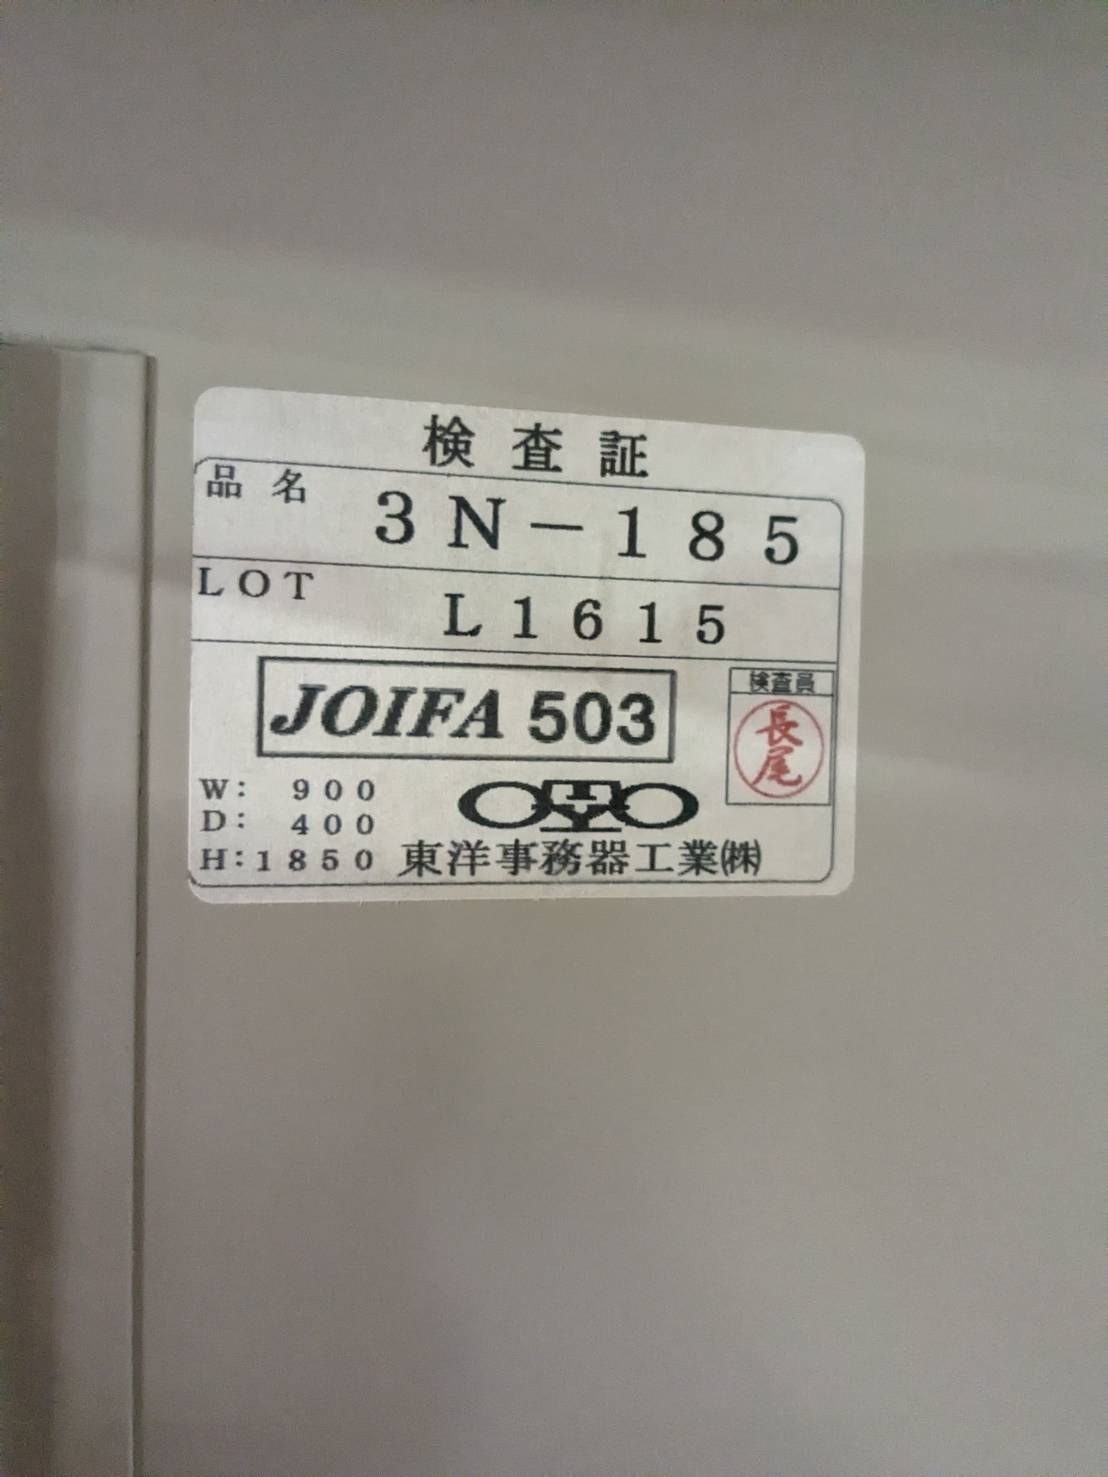 検査証
品名 3N-185
LOT L1615
JOIFA 503
検査員
長尾
W: 900
D: 400
H:1850
TOYO
東洋事務器工業㈱